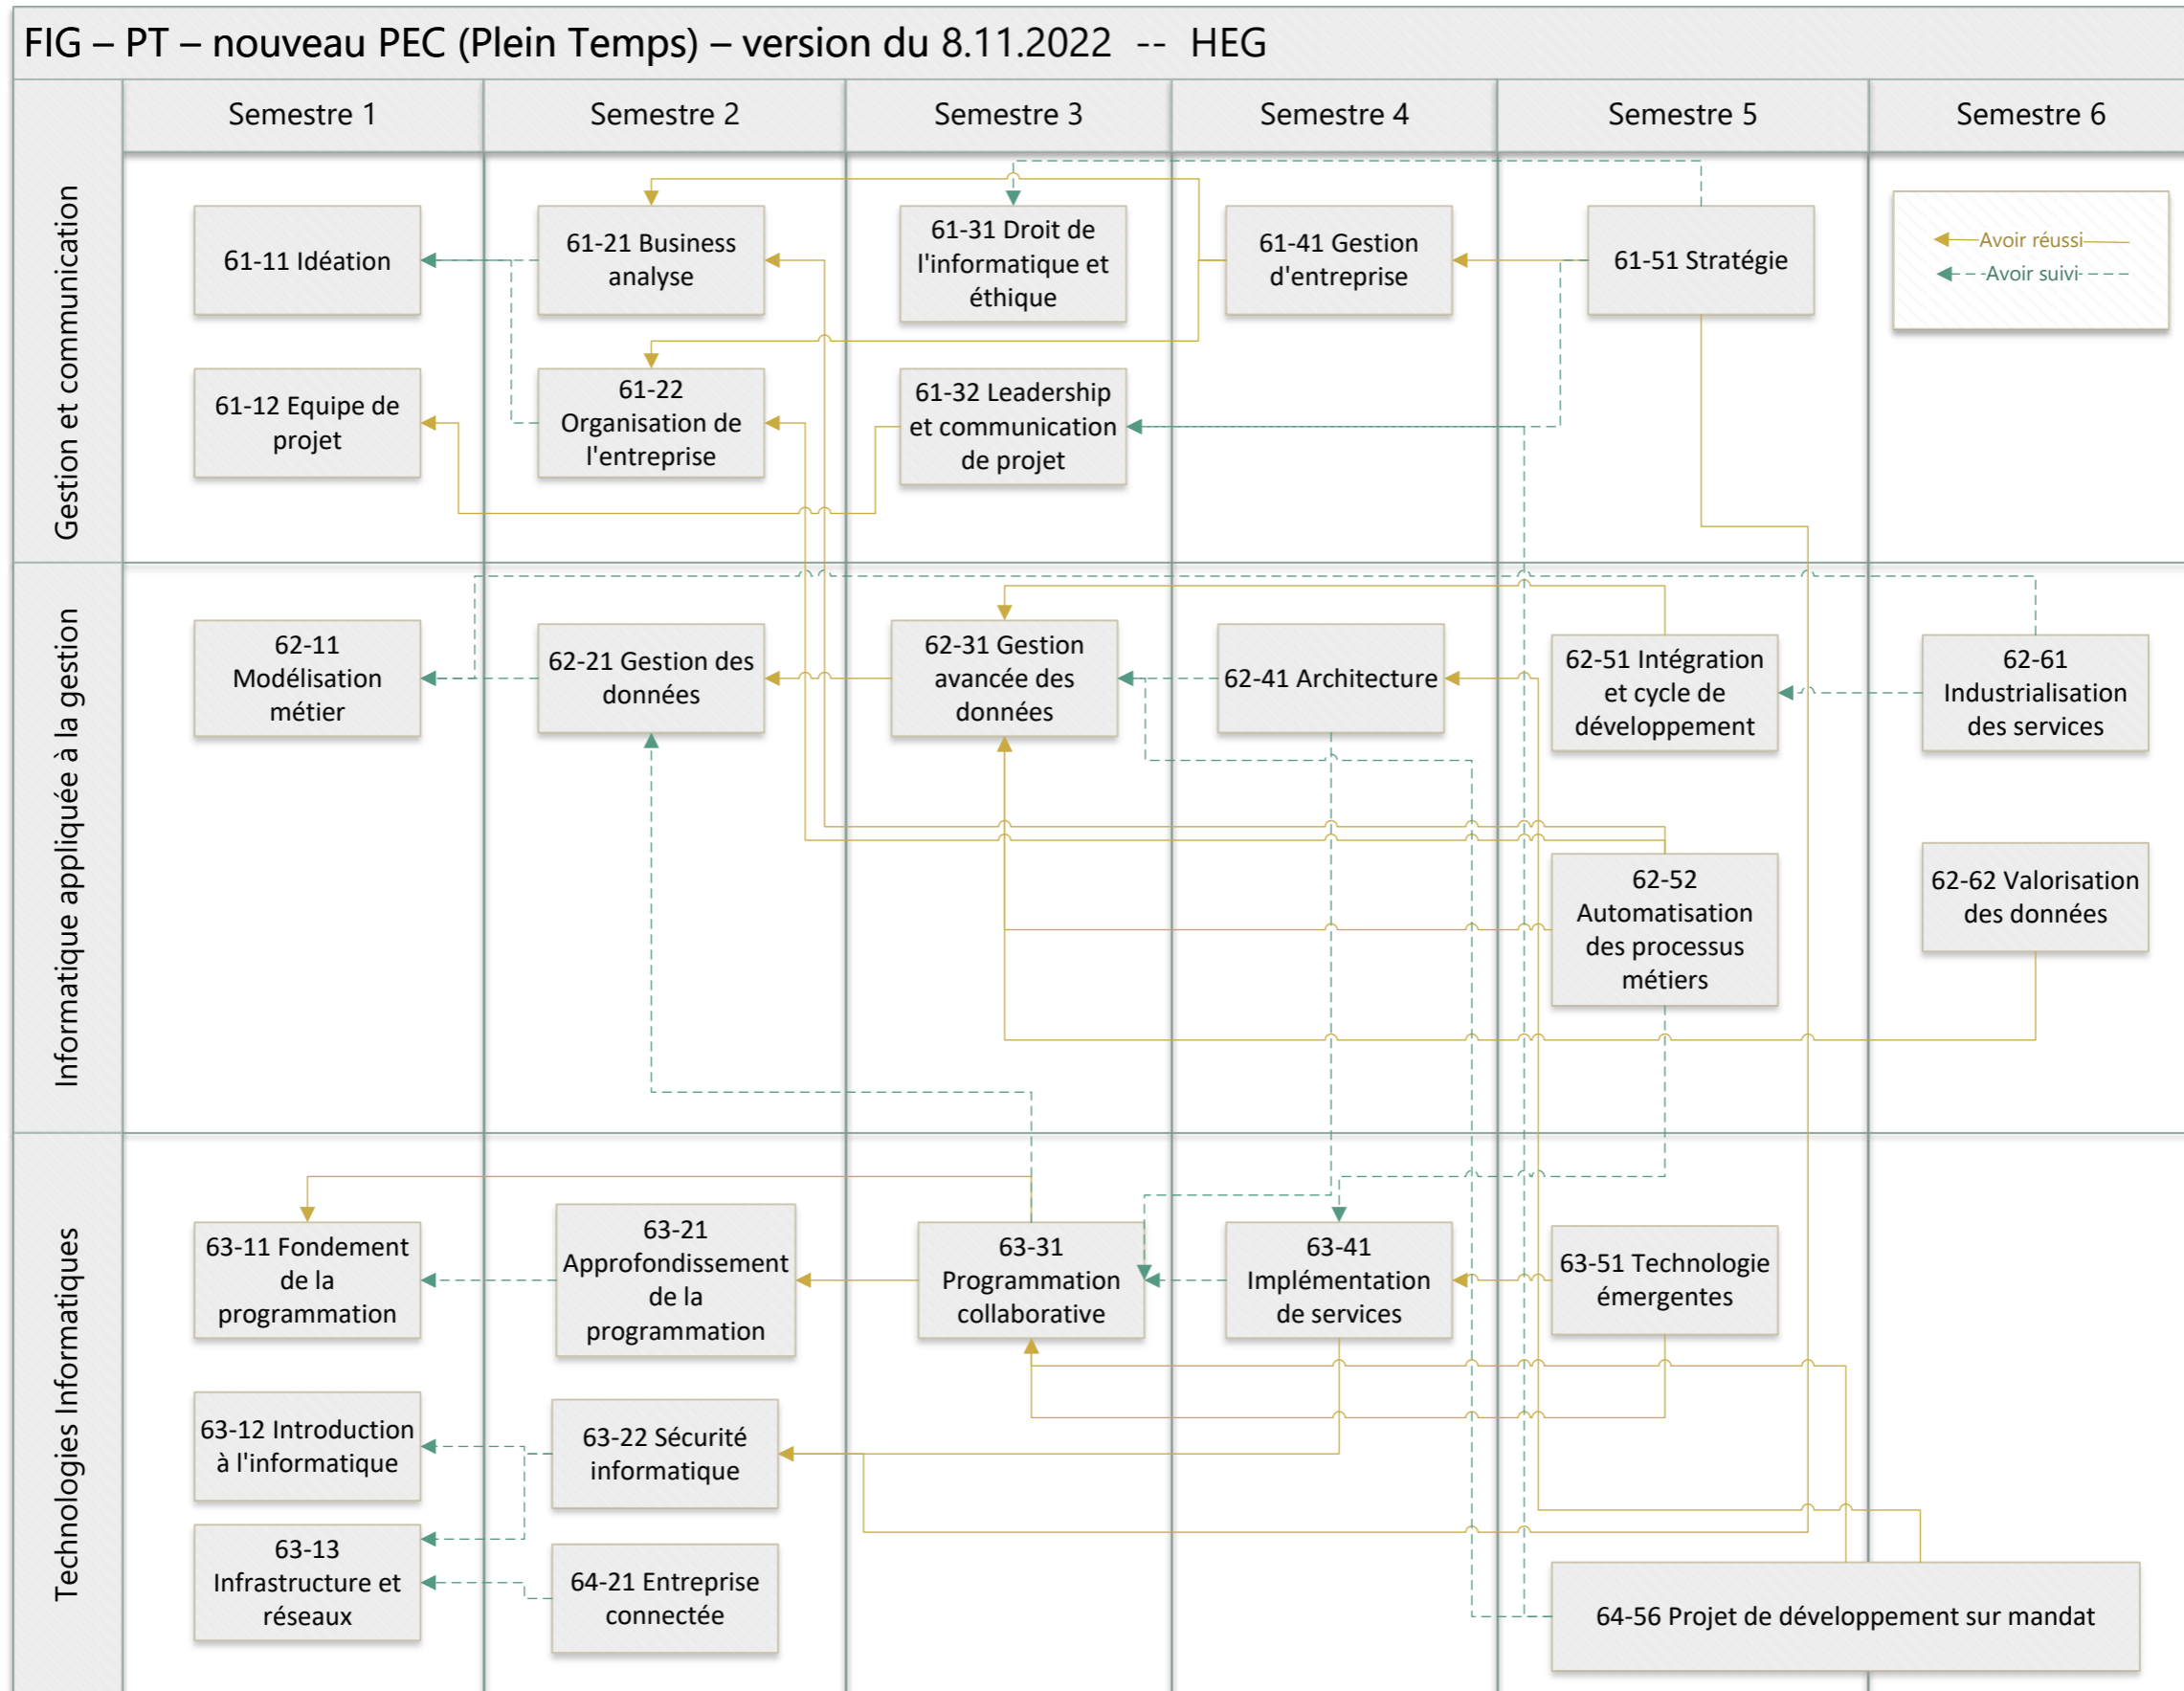 FIG – PT – nouveau PEC (Plein Temps) – version du 8.11.2022 -- HEG
Semestre 1
Semestre 2
Semestre 3
Semestre 4
Semestre 5
Semestre 6
Gestion et communication
61-11 Idéation
61-21 Business
analyse
61-31 Droit de
l'informatique et
éthique
61-41 Gestion
d'entreprise
61-51 Stratégie
Avoir réussi
Avoir suivi
61-12 Equipe de
projet
61-22
Organisation de
l'entreprise
61-32 Leadership
et communication
de projet
Informatique appliquée à la gestion
62-11
Modélisation
métier
62-21 Gestion des
données
62-31 Gestion
avancée des
données
62-41 Architecture
62-51 Intégration
et cycle de
développement
62-61
Industrialisation
des services
62-52
Automatisation
des processus
métiers
62-62 Valorisation
des données
Technologies Informatiques
63-11 Fondement
de la
programmation
63-21
Approfondissement
de la
programmation
63-31
Programmation
collaborative
63-41
Implémentation
de services
63-51 Technologie
émergentes
63-12 Introduction
à l'informatique
63-22 Sécurité
informatique
63-13
Infrastructure et
réseaux
64-21 Entreprise
connectée
64-56 Projet de développement sur mandat